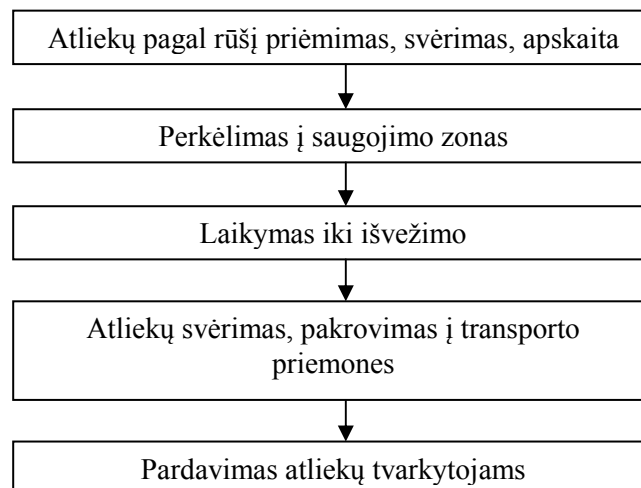 Atliekų pagal rūšį priėmimas, svėrimas, apskaita
Perkėlimas į saugojimo zonas
Laikymas iki išvežimo
Atliekų svėrimas, pakrovimas į transporto
priemones
Pardavimas atliekų tvarkytojams